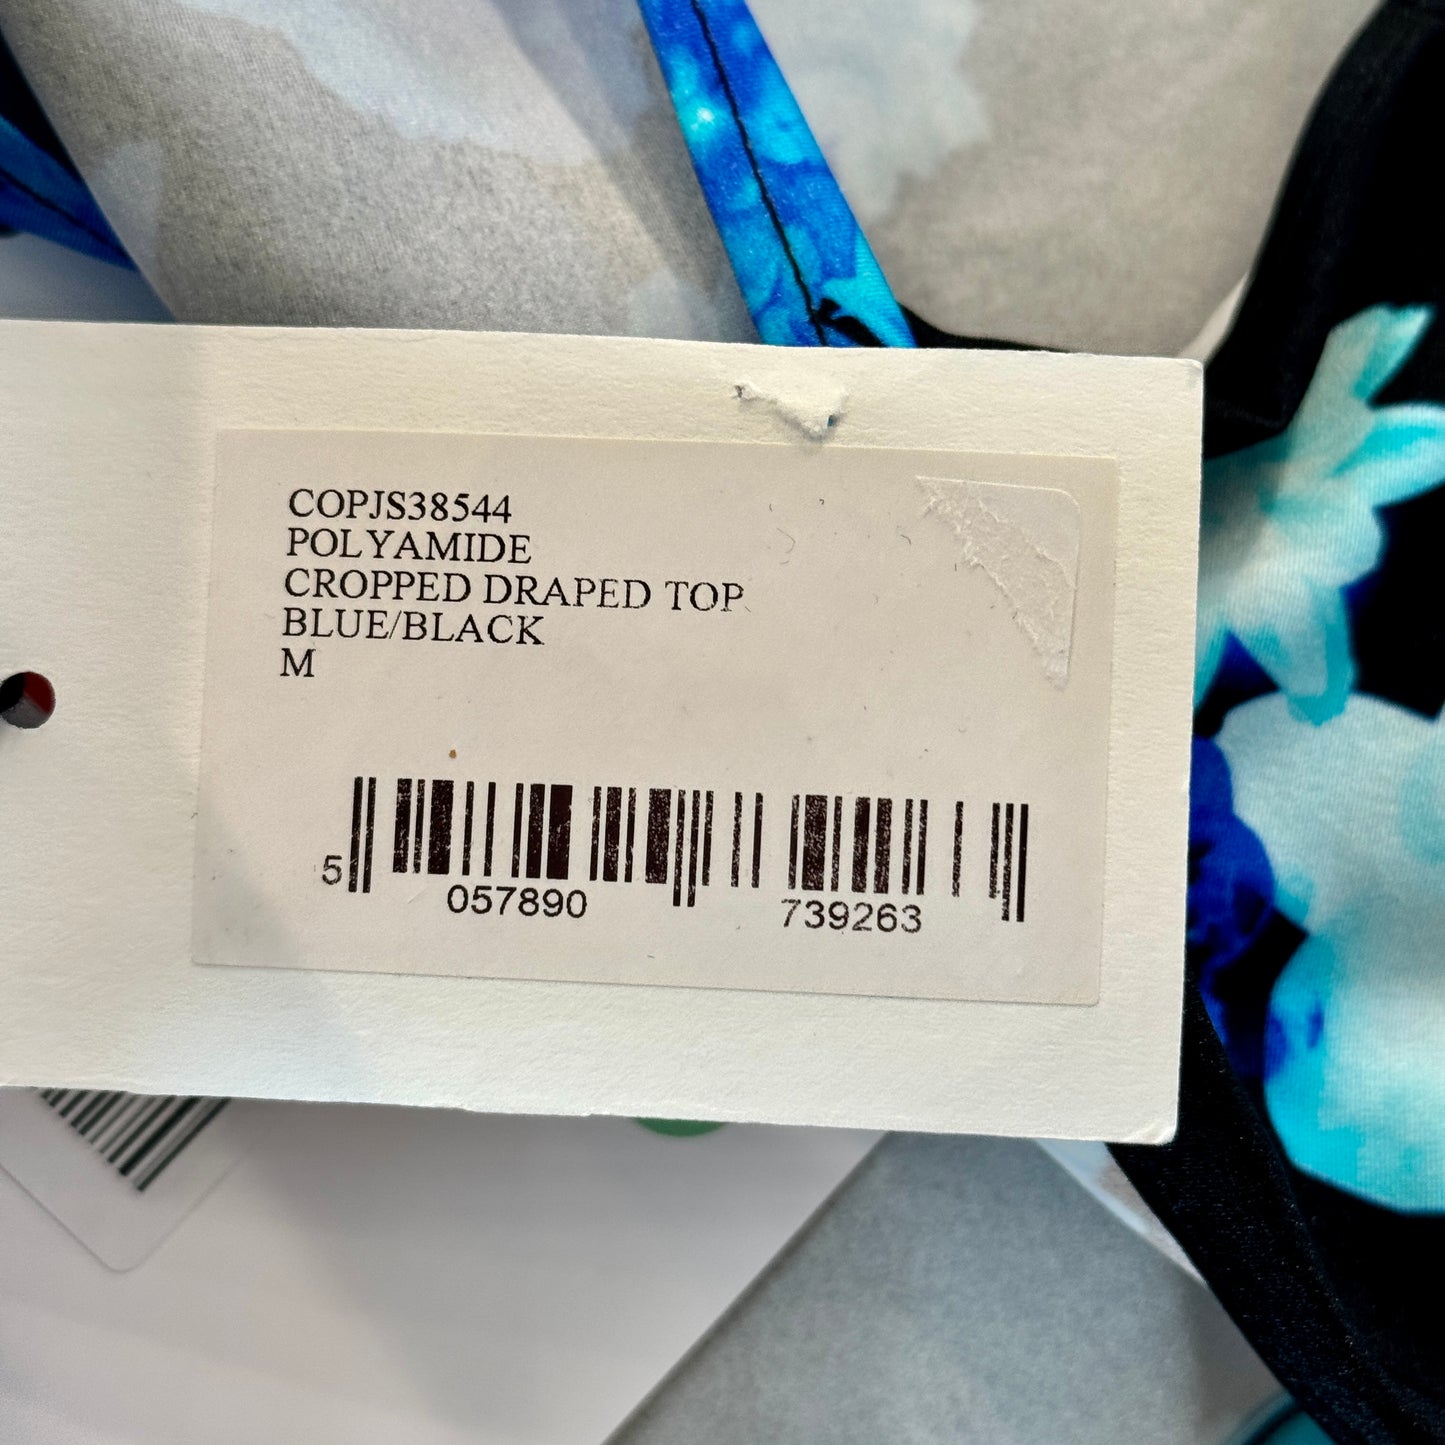 COPJS38544
POLYAMIDE
CROPPED DRAPED TOP
BLUE/BLACK
M
5 057890 739263